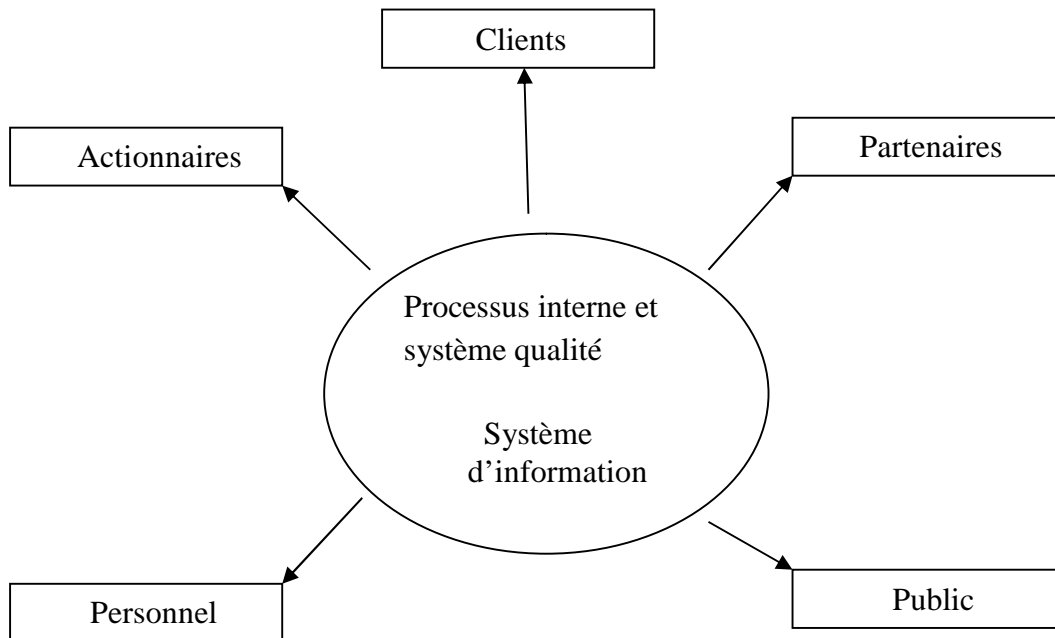 Clients
Actionnaires
Partenaires
Processus interne et
système qualité
Système
d’information
Personnel
Public